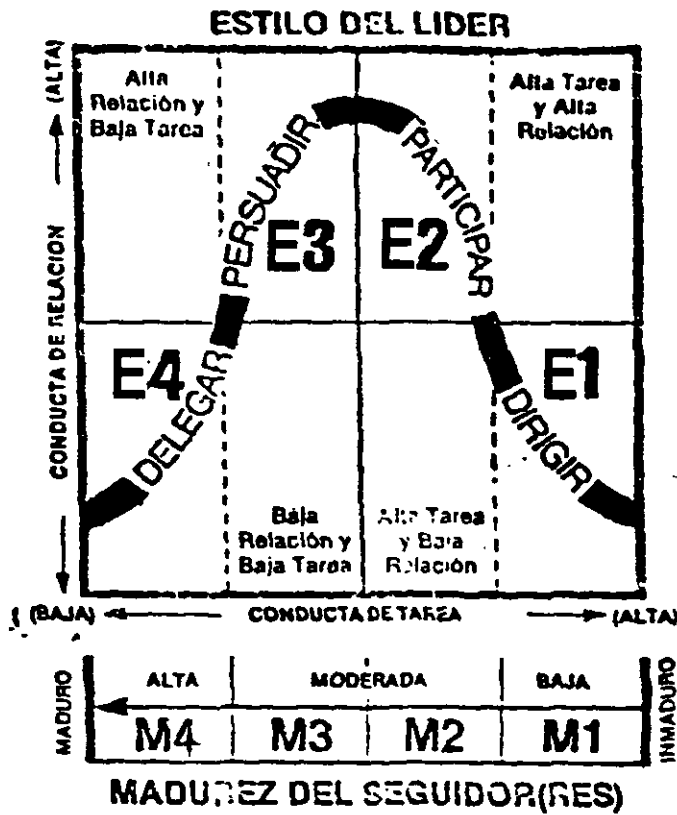 ESTILO DEL LIDER
(ALTA)
Alta
Relación y
Baja Tarea
Alta Tarea
y Alta
Relación
PERSUADIR
PARTICIPAR
E3
E2
CONDUCTA DE RELACION
E4
E1
DELEGAR
DIRIGIR
Baja
Relación y
Baja Tarea
Alta Tarea
y Baja
Relación
(BAJA)
CONDUCTA DE TAREA
(ALTA)
MADURO
ALTA
MODERADA
BAJA
INMADURO
M4
M3
M2
M1
MADUREZ DEL SEGUIDOR(RES)